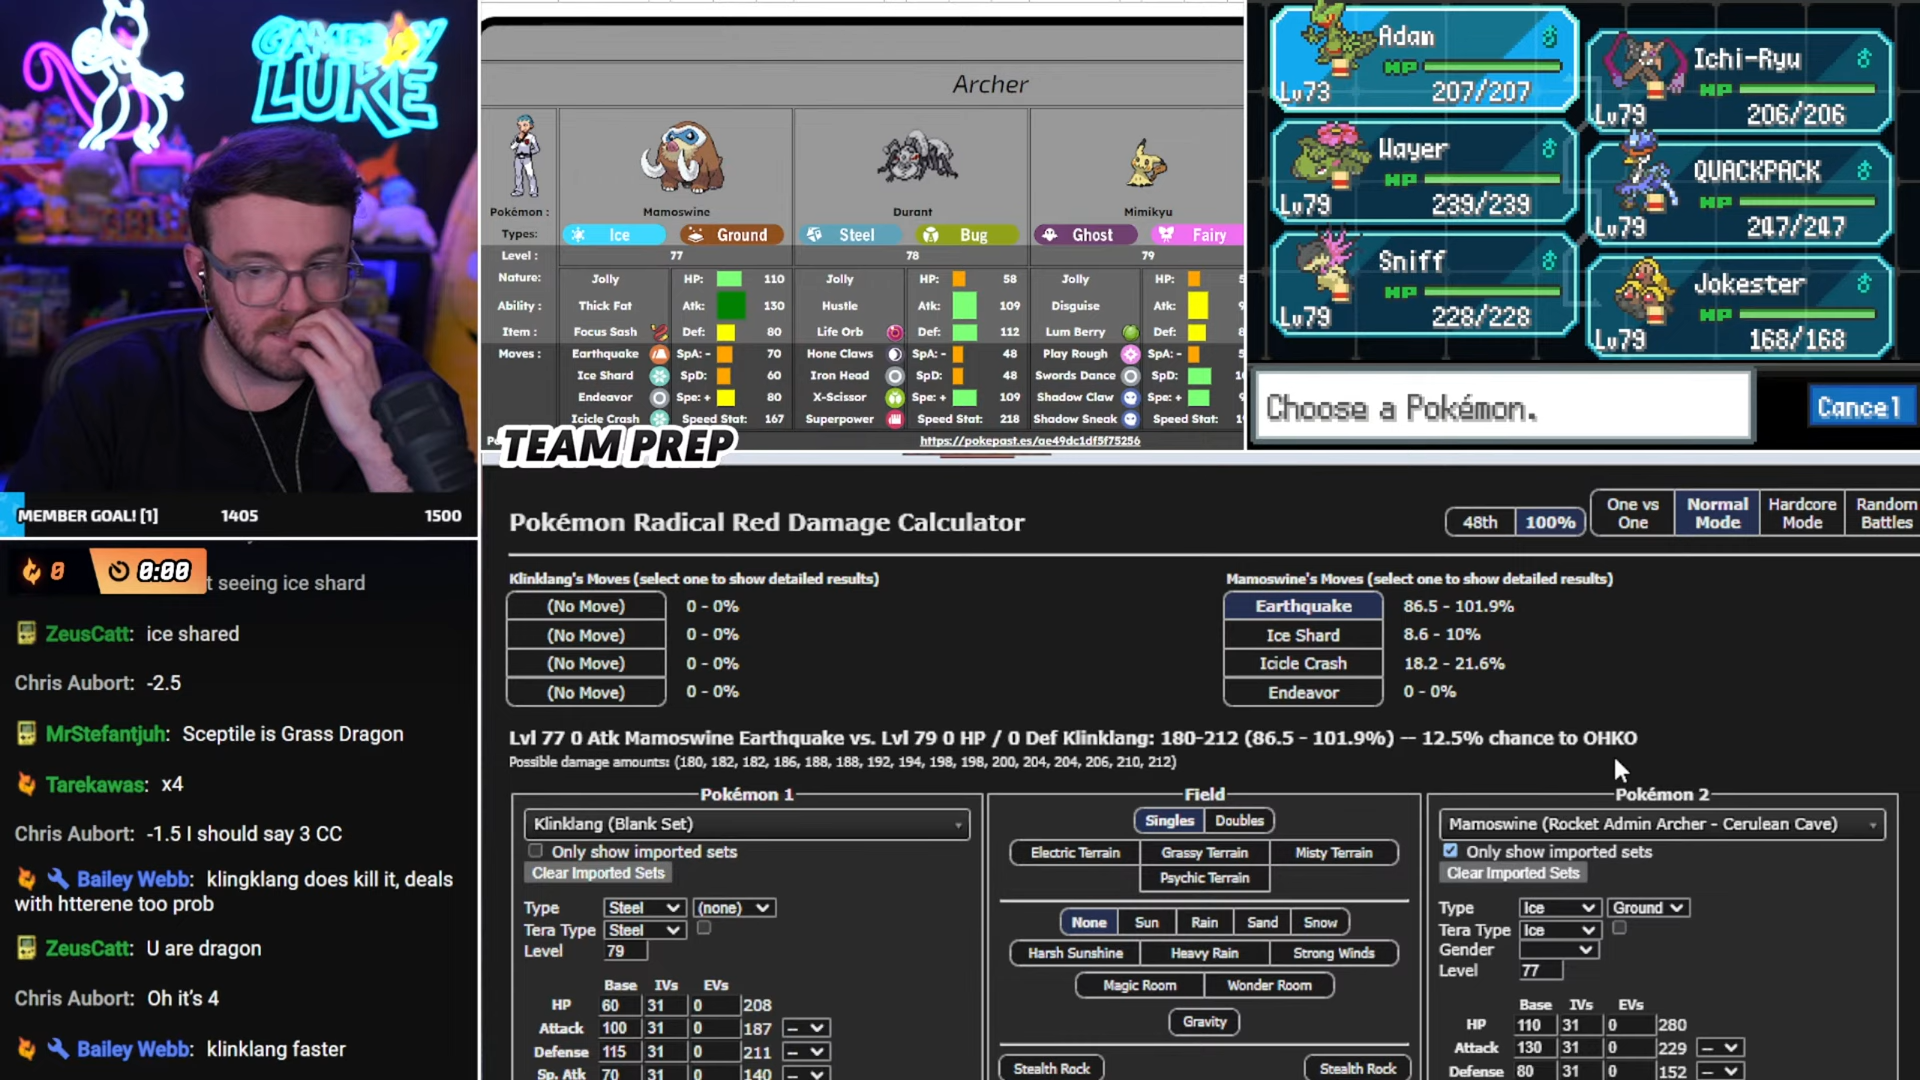 GAMEBOY
LUKE
MEMBER GOAL! [1] 1405 1500
0 0:00
t seeing ice shard
ZeusCatt: ice shared
Chris Aubort: -2.5
MrStefantjuh: Sceptile is Grass Dragon
Tarekawas: x4
Chris Aubort: -1.5 I should say 3 CC
Bailey Webb: klingklang does kill it, deals
with htterene too prob
ZeusCatt: U are dragon
Chris Aubort: Oh it's 4
Bailey Webb: klinklang faster
Archer
Pokémon : Mamoswine Durant Mimikyu
Types: Ice Ground Steel Bug Ghost Fairy
Level : 77 78 79
Nature: Jolly HP: 110 Jolly HP: 58 Jolly HP:
Ability : Thick Fat Atk: 130 Hustle Atk: 109 Disguise Atk:
Item : Focus Sash Def: 80 Life Orb Def: 112 Lum Berry Def:
Moves : Earthquake SpA: - 70 Hone Claws SpA: - 48 Play Rough SpA: -
Ice Shard SpD: 60 Iron Head SpD: 48 Swords Dance SpD:
Endeavor Spe: + 80 X-Scissor Spe: + 109 Shadow Claw Spe: +
Icicle Crash Speed Stat: 167 Superpower Speed Stat: 218 Shadow Sneak Speed Stat:
https://pokepast.es/ae49dc1df5f75256
TEAM PREP
Adam
HP
Lv73 207/207
Ichi-Ryu
HP
Lv79 206/206
Wayer
HP
Lv79 239/239
QUACKPACK
HP
Lv79 247/247
Sniff
HP
Lv79 228/228
Jokester
HP
Lv79 168/168
Choose a Pokémon.
Cancel
Pokémon Radical Red Damage Calculator
48th 100%
One vs One Normal Mode Hardcore Mode Random Battles
Klinklang's Moves (select one to show detailed results)
(No Move) 0 - 0%
(No Move) 0 - 0%
(No Move) 0 - 0%
(No Move) 0 - 0%
Mamoswine's Moves (select one to show detailed results)
Earthquake 86.5 - 101.9%
Ice Shard 8.6 - 10%
Icicle Crash 18.2 - 21.6%
Endeavor 0 - 0%
Lvl 77 0 Atk Mamoswine Earthquake vs. Lvl 79 0 HP / 0 Def Klinklang: 180-212 (86.5 - 101.9%) -- 12.5% chance to OHKO
Possible damage amounts: (180, 182, 182, 186, 188, 188, 192, 194, 198, 198, 200, 204, 204, 206, 210, 212)
Pokémon 1
Klinklang (Blank Set)
Only show imported sets
Clear Imported Sets
Type Steel (none)
Tera Type Steel
Level 79
Base IVs EVs
HP 60 31 0 208
Attack 100 31 0 187 --
Defense 115 31 0 211 --
Sp. Atk 70 31 0 140 --
Field
Singles Doubles
Electric Terrain Grassy Terrain Misty Terrain
Psychic Terrain
None Sun Rain Sand Snow
Harsh Sunshine Heavy Rain Strong Winds
Magic Room Wonder Room
Gravity
Stealth Rock Stealth Rock
Pokémon 2
Mamoswine (Rocket Admin Archer - Cerulean Cave)
Only show imported sets
Clear Imported Sets
Type Ice Ground
Tera Type Ice
Gender
Level 77
Base IVs EVs
HP 110 31 0 280
Attack 130 31 0 229 --
Defense 80 31 0 152 --